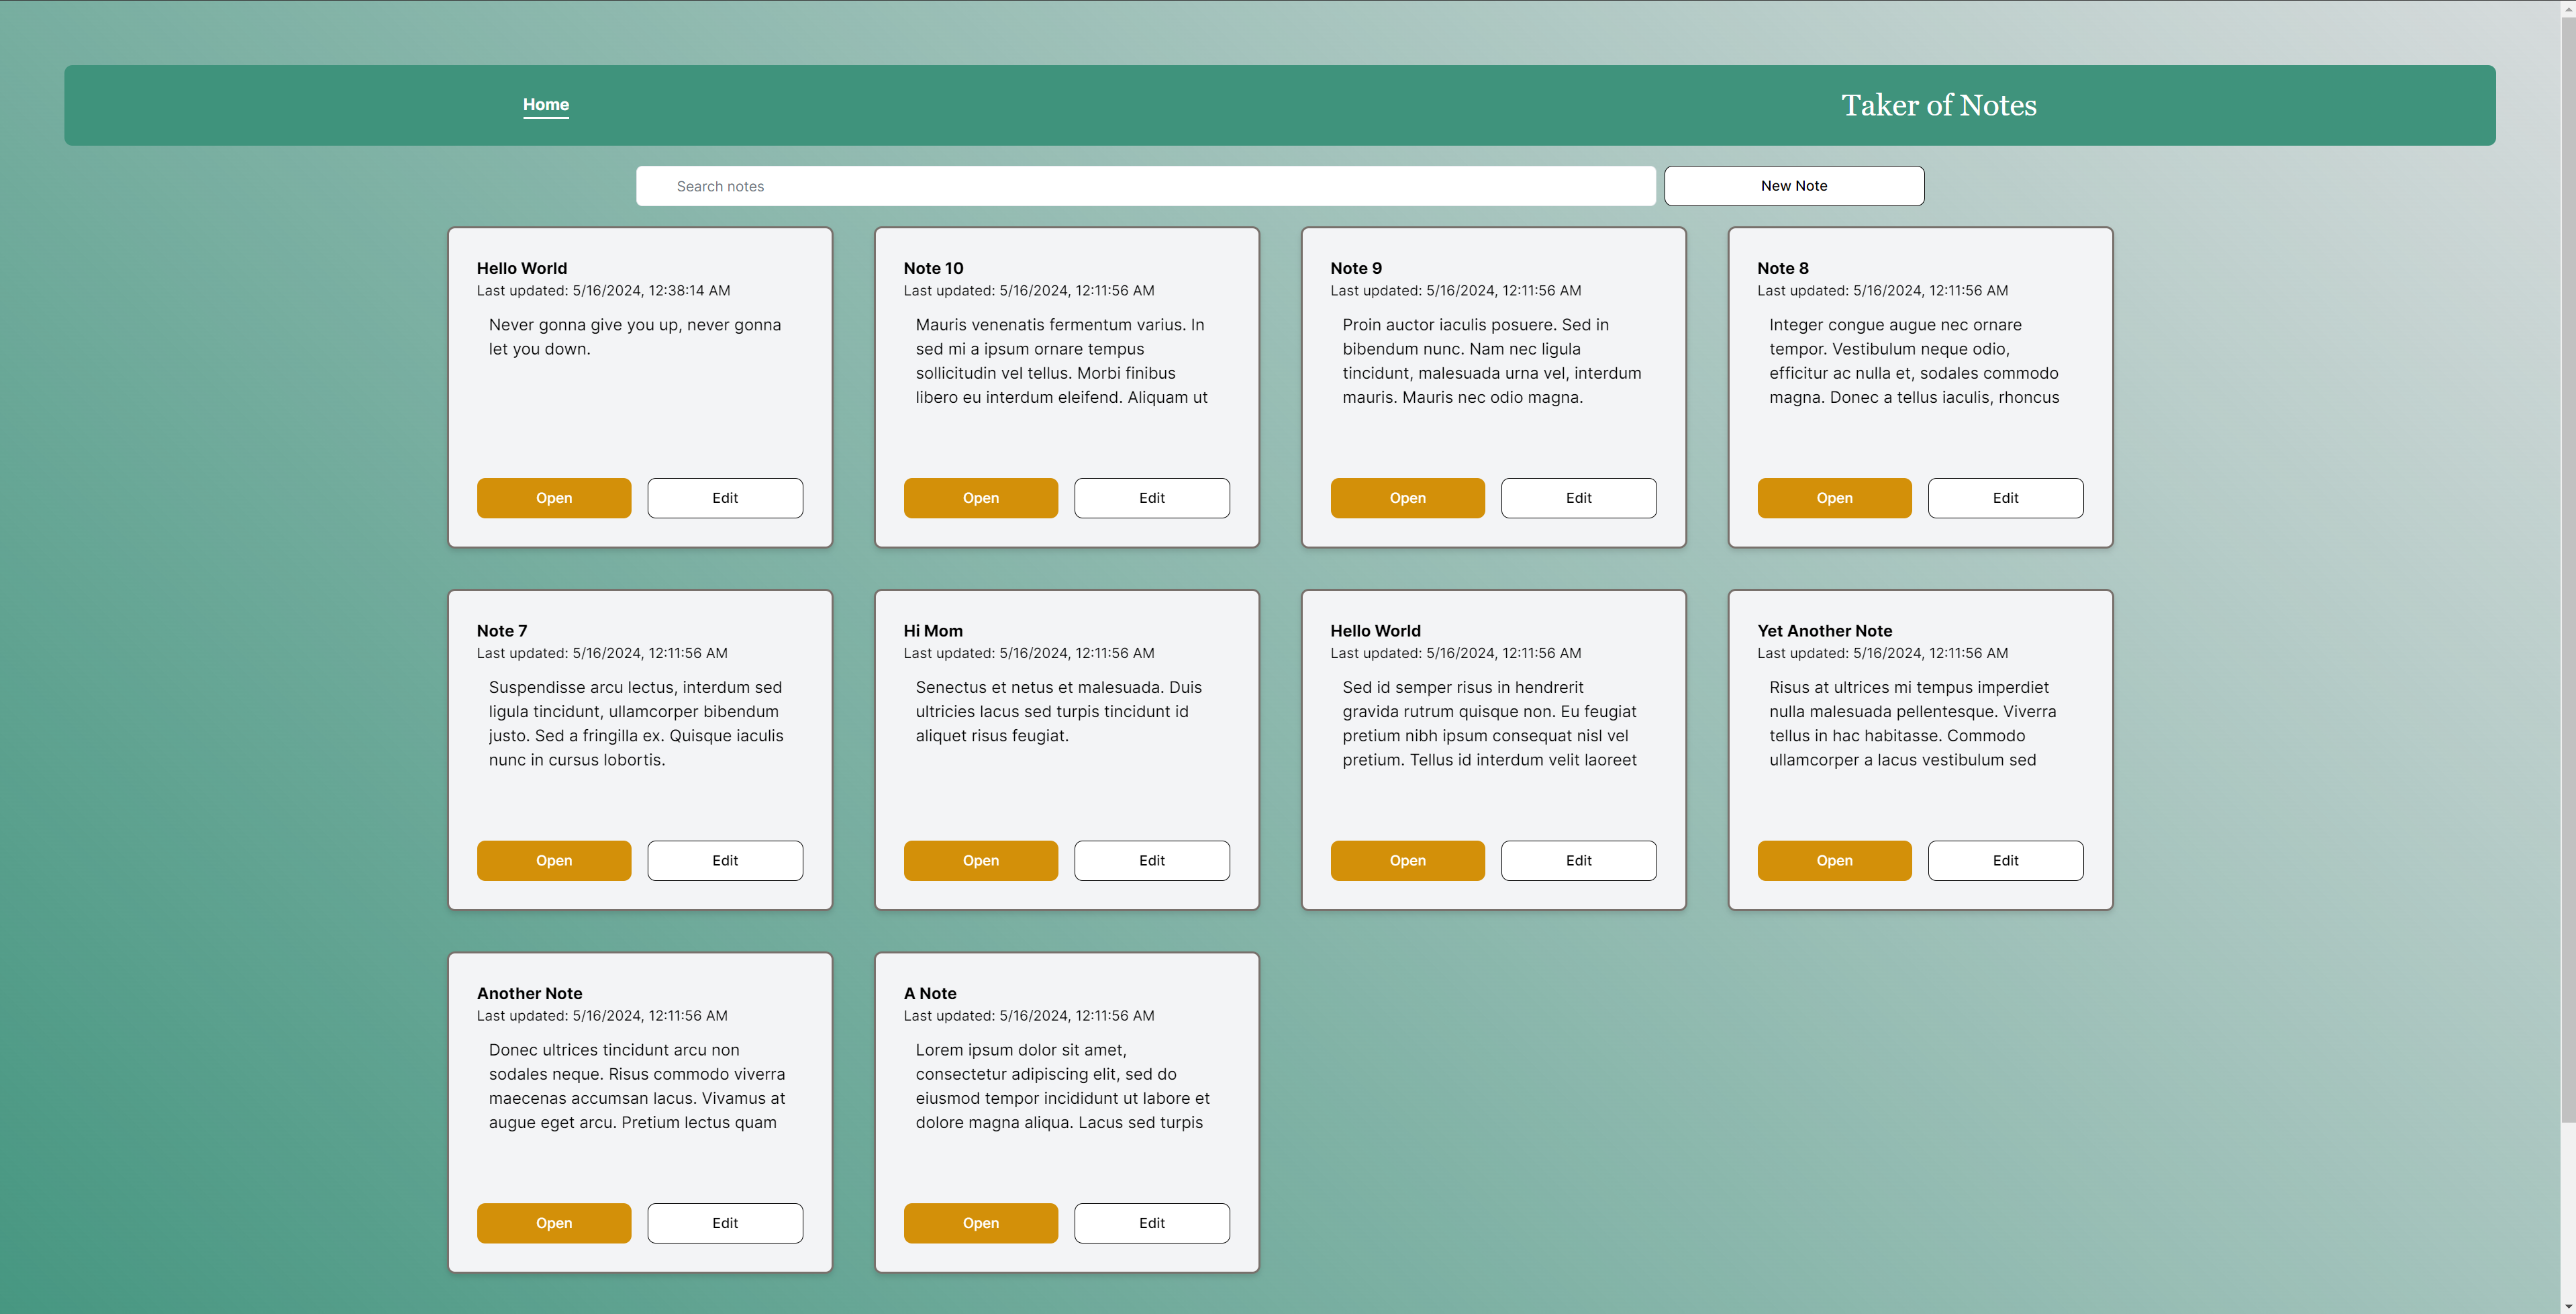 Home
Taker of Notes
Search notes
New Note
Hello World
Last updated: 5/16/2024, 12:38:14 AM
Never gonna give you up, never gonna
let you down.
Open
Edit
Note 10
Last updated: 5/16/2024, 12:11:56 AM
Mauris venenatis fermentum varius. In
sed mi a ipsum ornare tempus
sollicitudin vel tellus. Morbi finibus
libero eu interdum eleifend. Aliquam ut
Open
Edit
Note 9
Last updated: 5/16/2024, 12:11:56 AM
Proin auctor iaculis posuere. Sed in
bibendum nunc. Nam nec ligula
tincidunt, malesuada urna vel, interdum
mauris. Mauris nec odio magna.
Open
Edit
Note 8
Last updated: 5/16/2024, 12:11:56 AM
Integer congue augue nec ornare
tempor. Vestibulum neque odio,
efficitur ac nulla et, sodales commodo
magna. Donec a tellus iaculis, rhoncus
Open
Edit
Note 7
Last updated: 5/16/2024, 12:11:56 AM
Suspendisse arcu lectus, interdum sed
ligula tincidunt, ullamcorper bibendum
justo. Sed a fringilla ex. Quisque iaculis
nunc in cursus lobortis.
Open
Edit
Hi Mom
Last updated: 5/16/2024, 12:11:56 AM
Senectus et netus et malesuada. Duis
ultricies lacus sed turpis tincidunt id
aliquet risus feugiat.
Open
Edit
Hello World
Last updated: 5/16/2024, 12:11:56 AM
Sed id semper risus in hendrerit
gravida rutrum quisque non. Eu feugiat
pretium nibh ipsum consequat nisl vel
pretium. Tellus id interdum velit laoreet
Open
Edit
Yet Another Note
Last updated: 5/16/2024, 12:11:56 AM
Risus at ultrices mi tempus imperdiet
nulla malesuada pellentesque. Viverra
tellus in hac habitasse. Commodo
ullamcorper a lacus vestibulum sed
Open
Edit
Another Note
Last updated: 5/16/2024, 12:11:56 AM
Donec ultrices tincidunt arcu non
sodales neque. Risus commodo viverra
maecenas accumsan lacus. Vivamus at
augue eget arcu. Pretium lectus quam
Open
Edit
A Note
Last updated: 5/16/2024, 12:11:56 AM
Lorem ipsum dolor sit amet,
consectetur adipiscing elit, sed do
eiusmod tempor incididunt ut labore et
dolore magna aliqua. Lacus sed turpis
Open
Edit